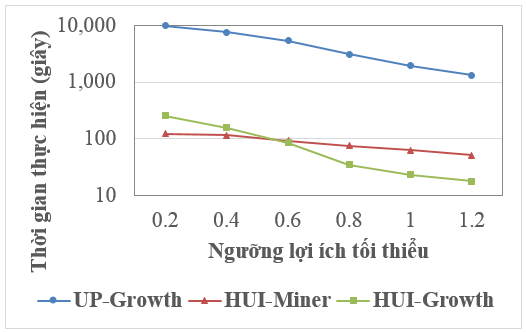 Thời gian thực hiện (giây)
10,000
1,000
100
10
0.2 0.4 0.6 0.8 1 1.2
Ngưỡng lợi ích tối thiểu
UP-Growth HUI-Miner HUI-Growth